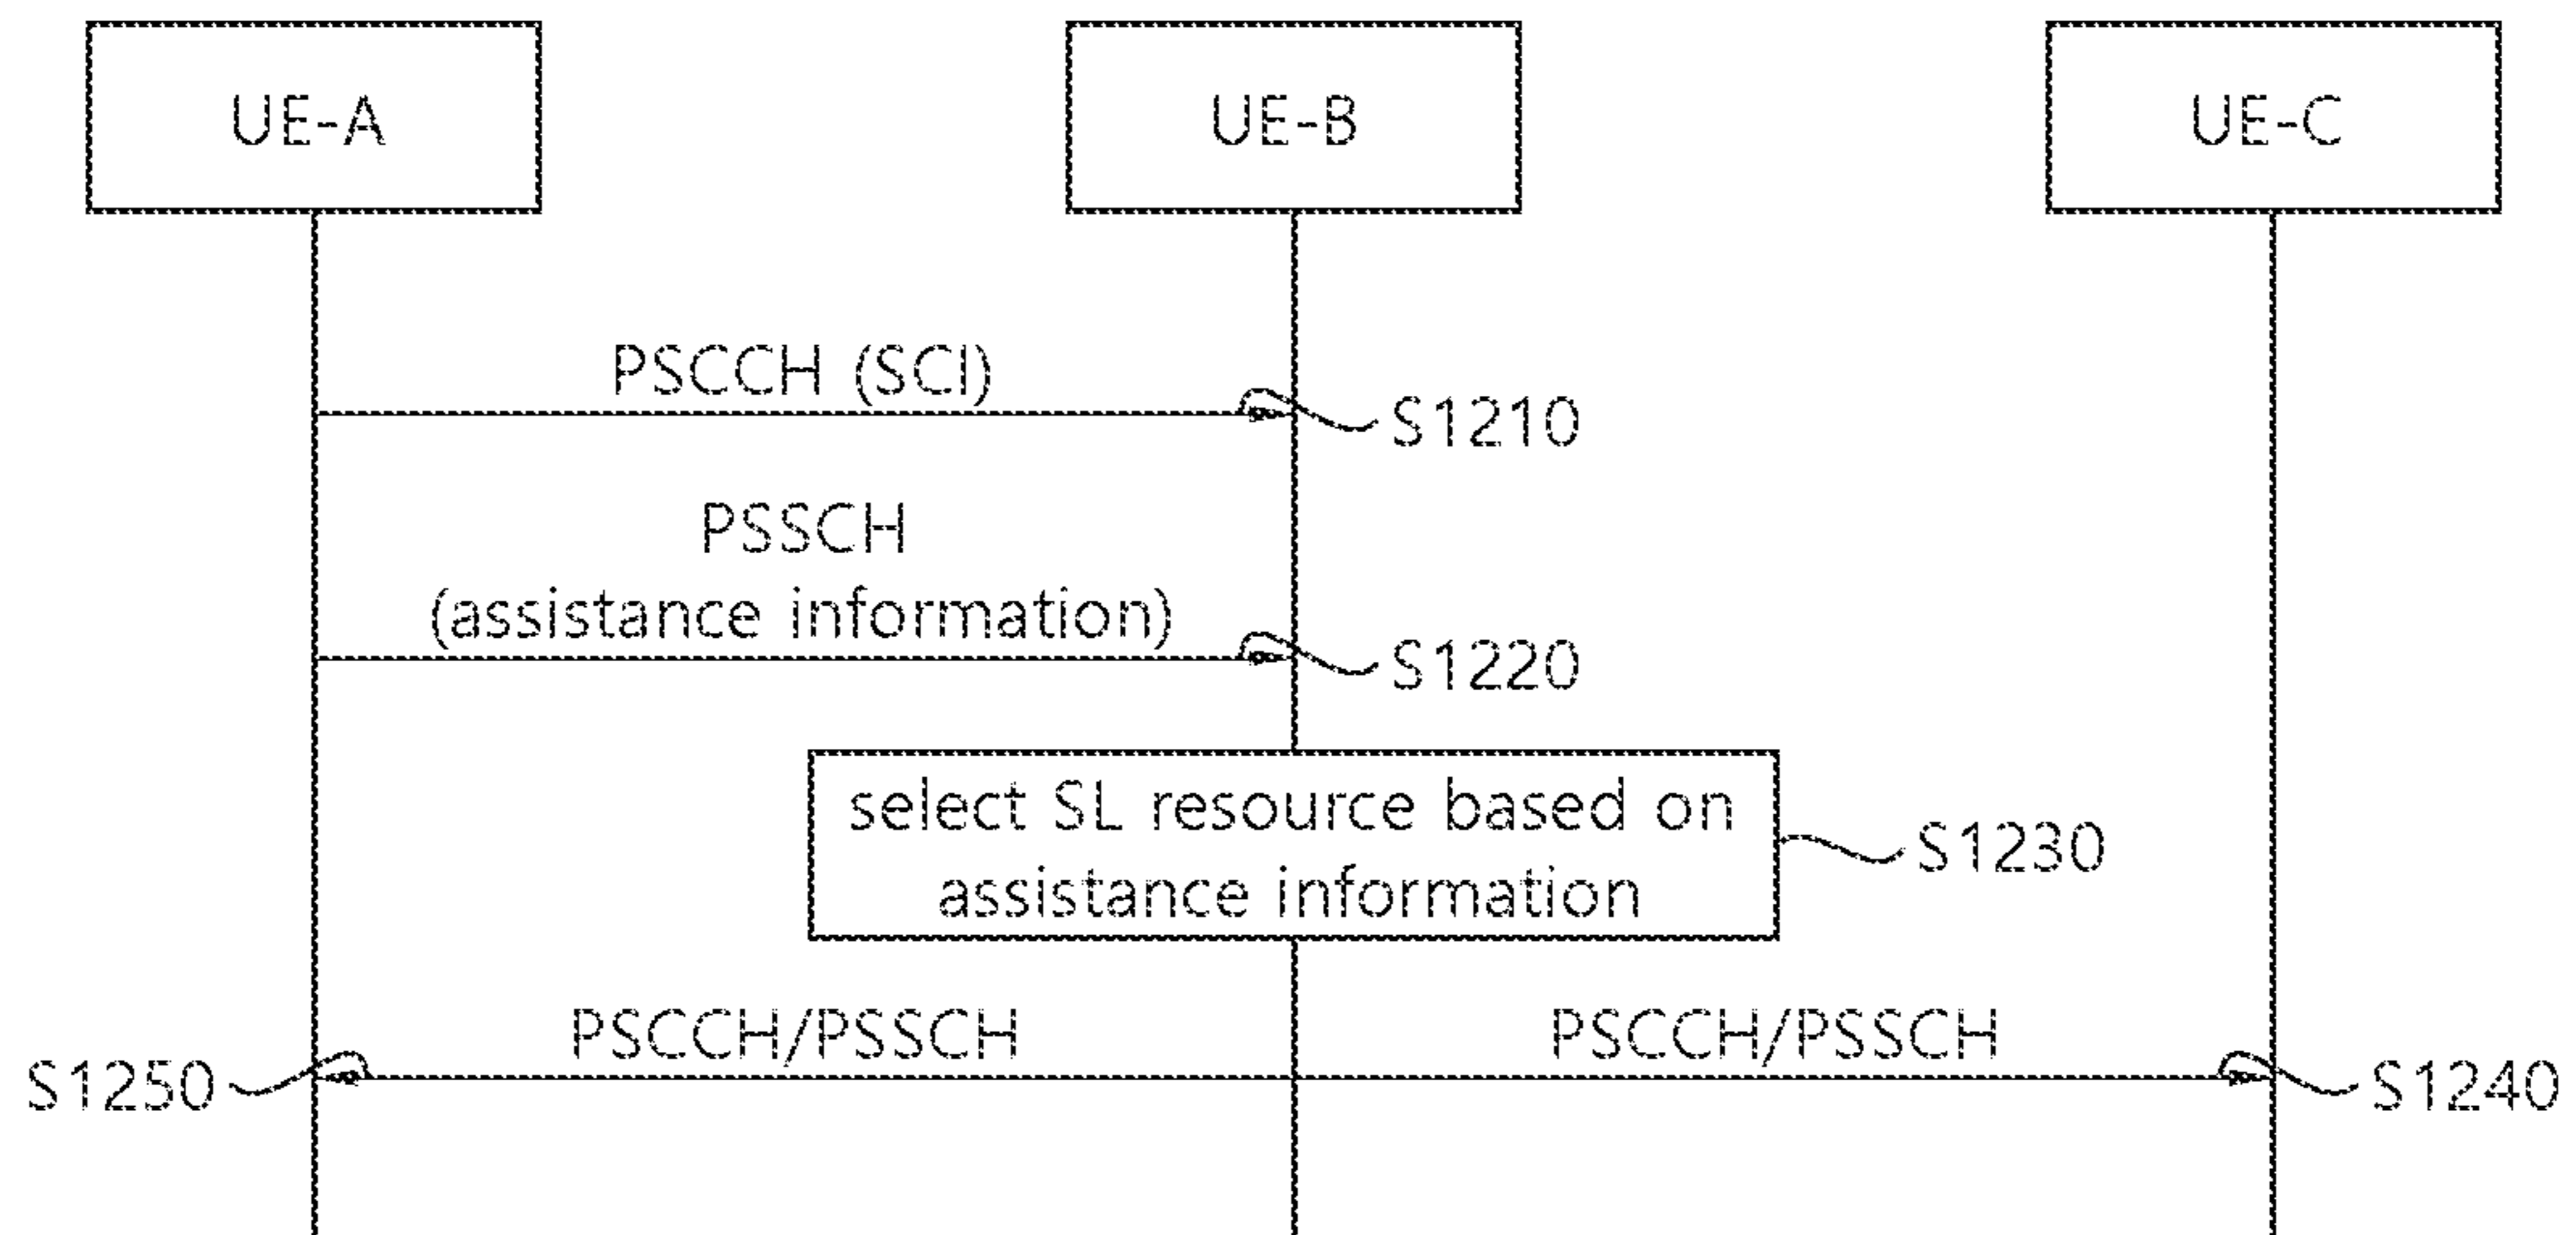 UE-A
UE-B
UE-C
PSCCH (SCI)
S1210
PSSCH
(assistance information)
S1220
select SL resource based on
assistance information
S1230
PSCCH/PSSCH
PSCCH/PSSCH
S1250
S1240